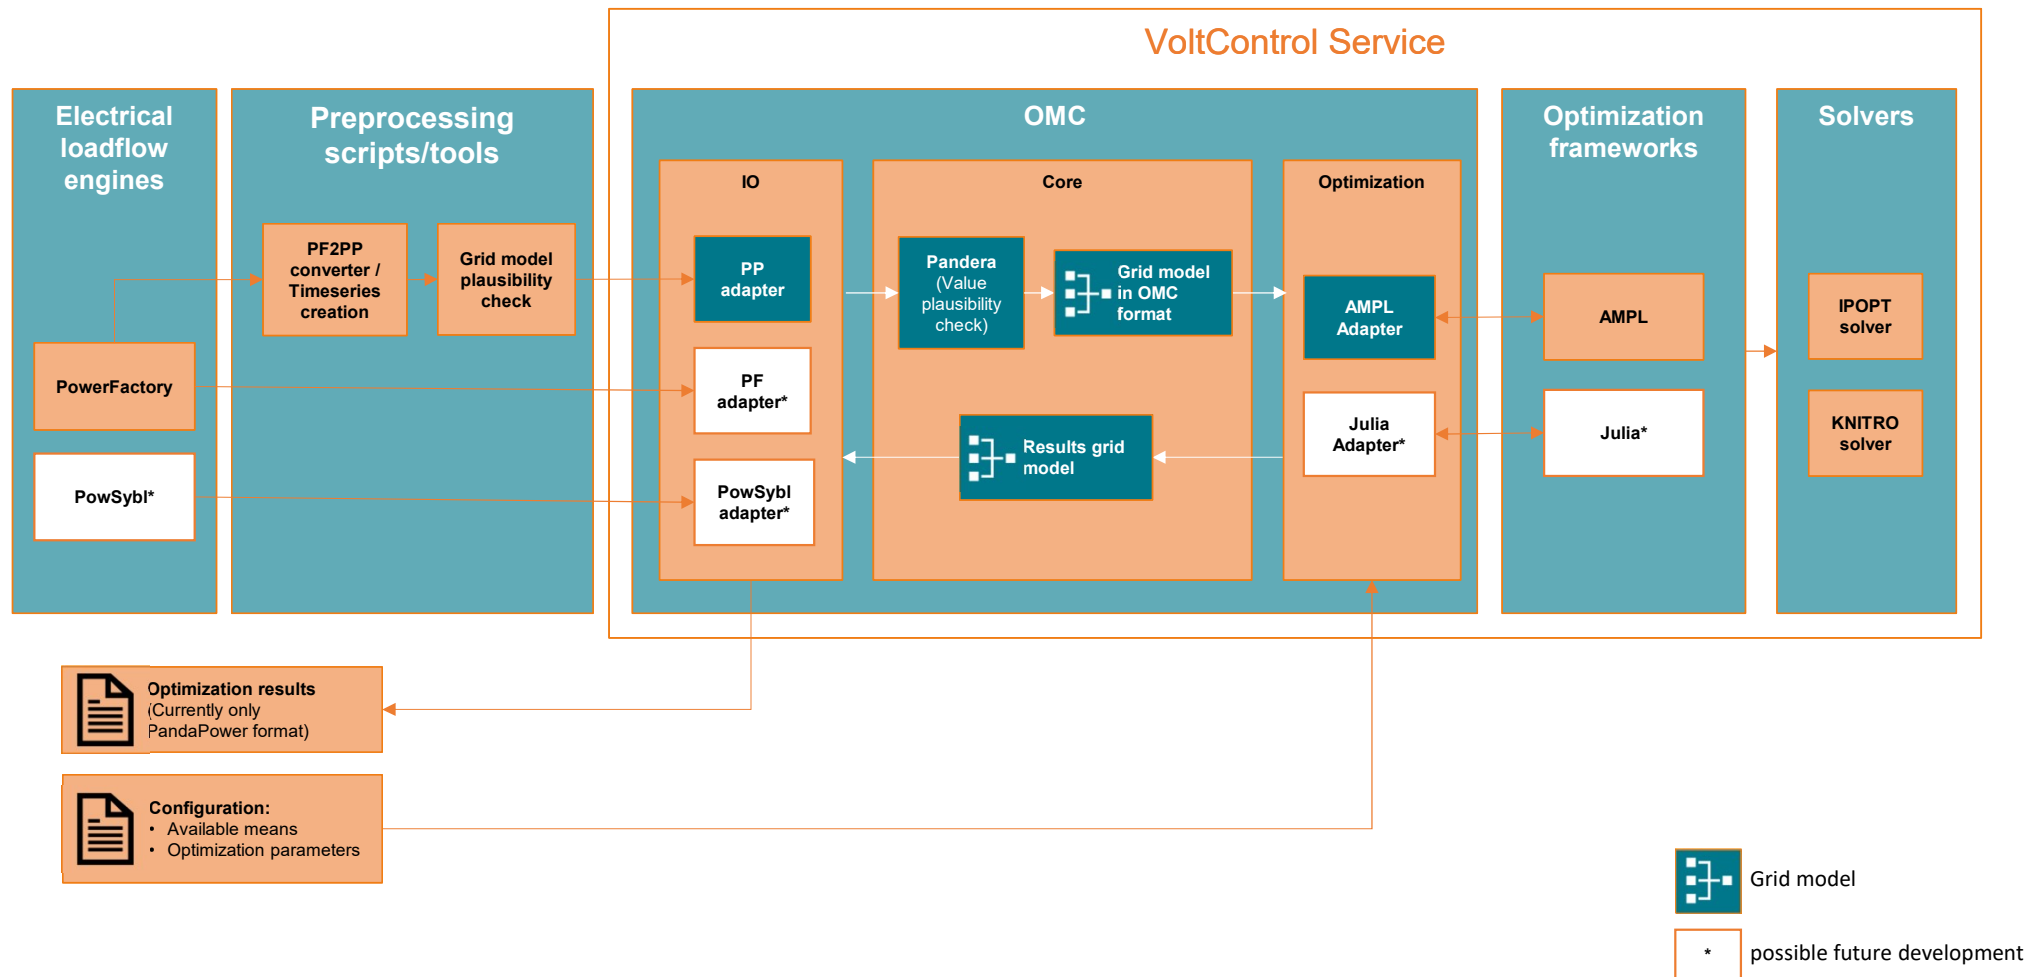 VoltControl Service
Electrical
loadflow
engines
PowerFactory
PowSybl*
Preprocessing
scripts/tools
PF2PP
converter /
Timeseries
creation
Grid model
plausibility
check
OMC
IO
PP
adapter
PF
adapter*
PowSybl
adapter*
Core
Pandera
(Value
plausibility
check)
Grid model
in OMC
format
Results grid
model
Optimization
AMPL
Adapter
Julia
Adapter*
Optimization
frameworks
AMPL
Julia*
Solvers
IPOPT
solver
KNITRO
solver
Optimization results
(Currently only
PandaPower format)
Configuration:
• Available means
• Optimization parameters
Grid model
* possible future development